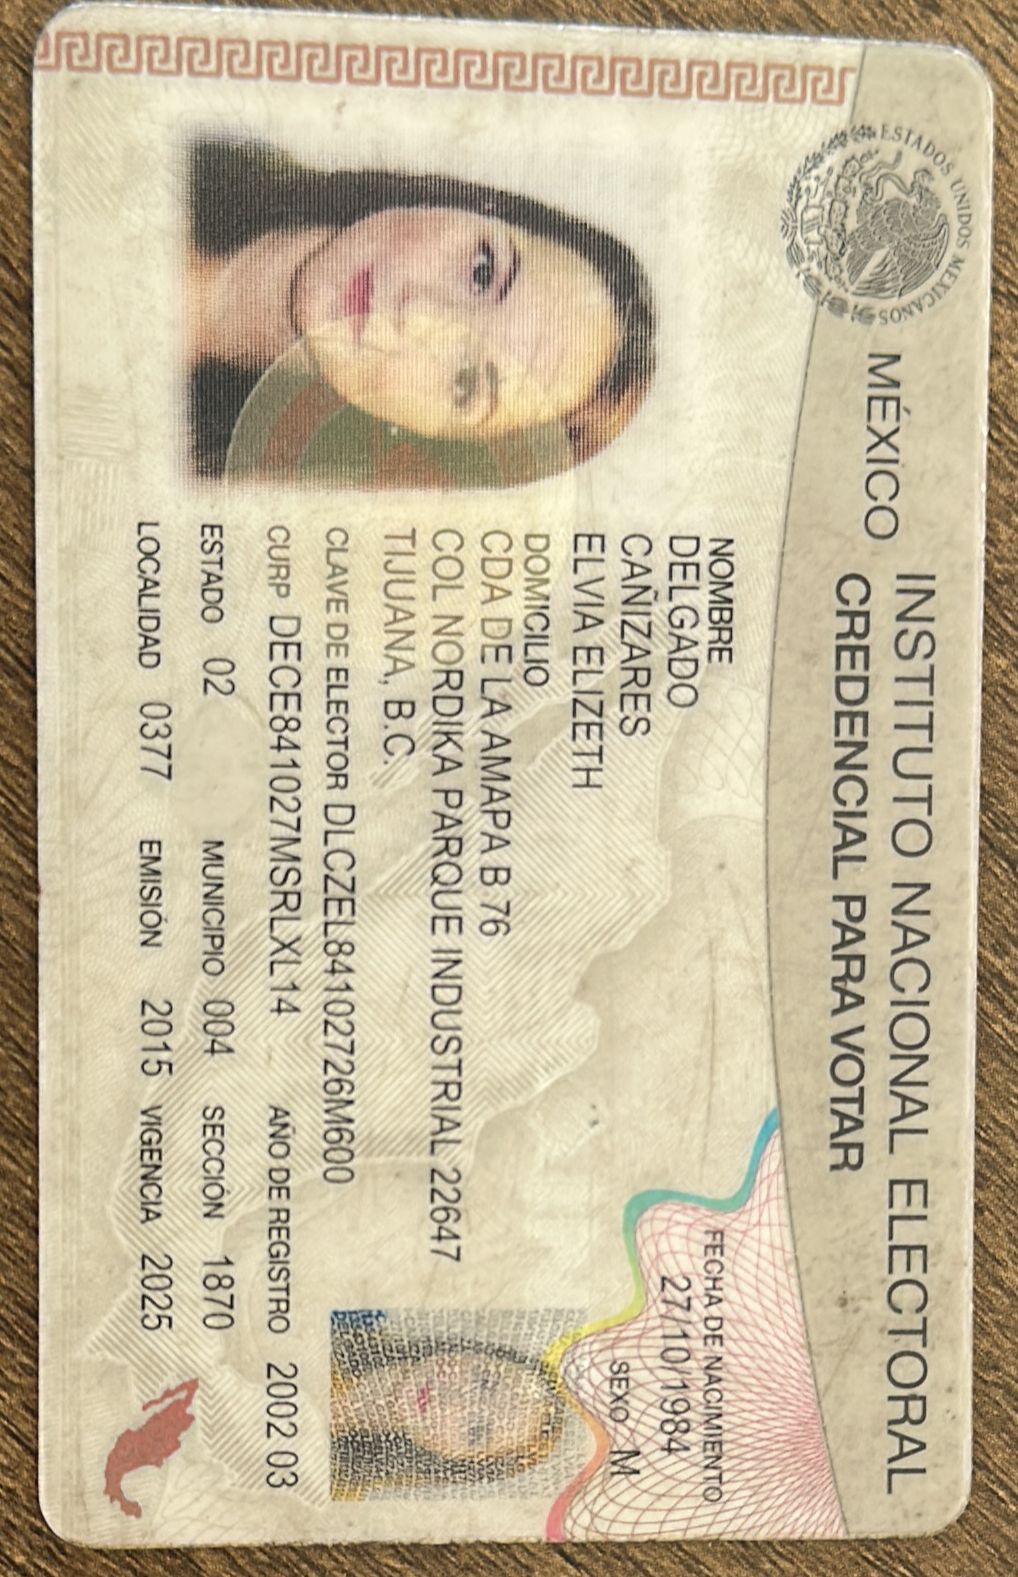 ESTADOS UNIDOS MEXICANOS
MÉXICO INSTITUTO NACIONAL ELECTORAL
CREDENCIAL PARA VOTAR
NOMBRE
DELGADO
CAÑIZARES
ELVIA ELIZETH
FECHA DE NACIMIENTO
27/10/1984
SEXO M
DOMICILIO
CDA DE LA AMAPA B 76
COL NORDIKA PARQUE INDUSTRIAL 22647
TIJUANA, B.C.
CLAVE DE ELECTOR DLCZEL84102726M600
CURP DECE841027MSRLXL14 AÑO DE REGISTRO 2002 03
ESTADO 02 MUNICIPIO 004 SECCIÓN 1870
LOCALIDAD 0377 EMISIÓN 2015 VIGENCIA 2025